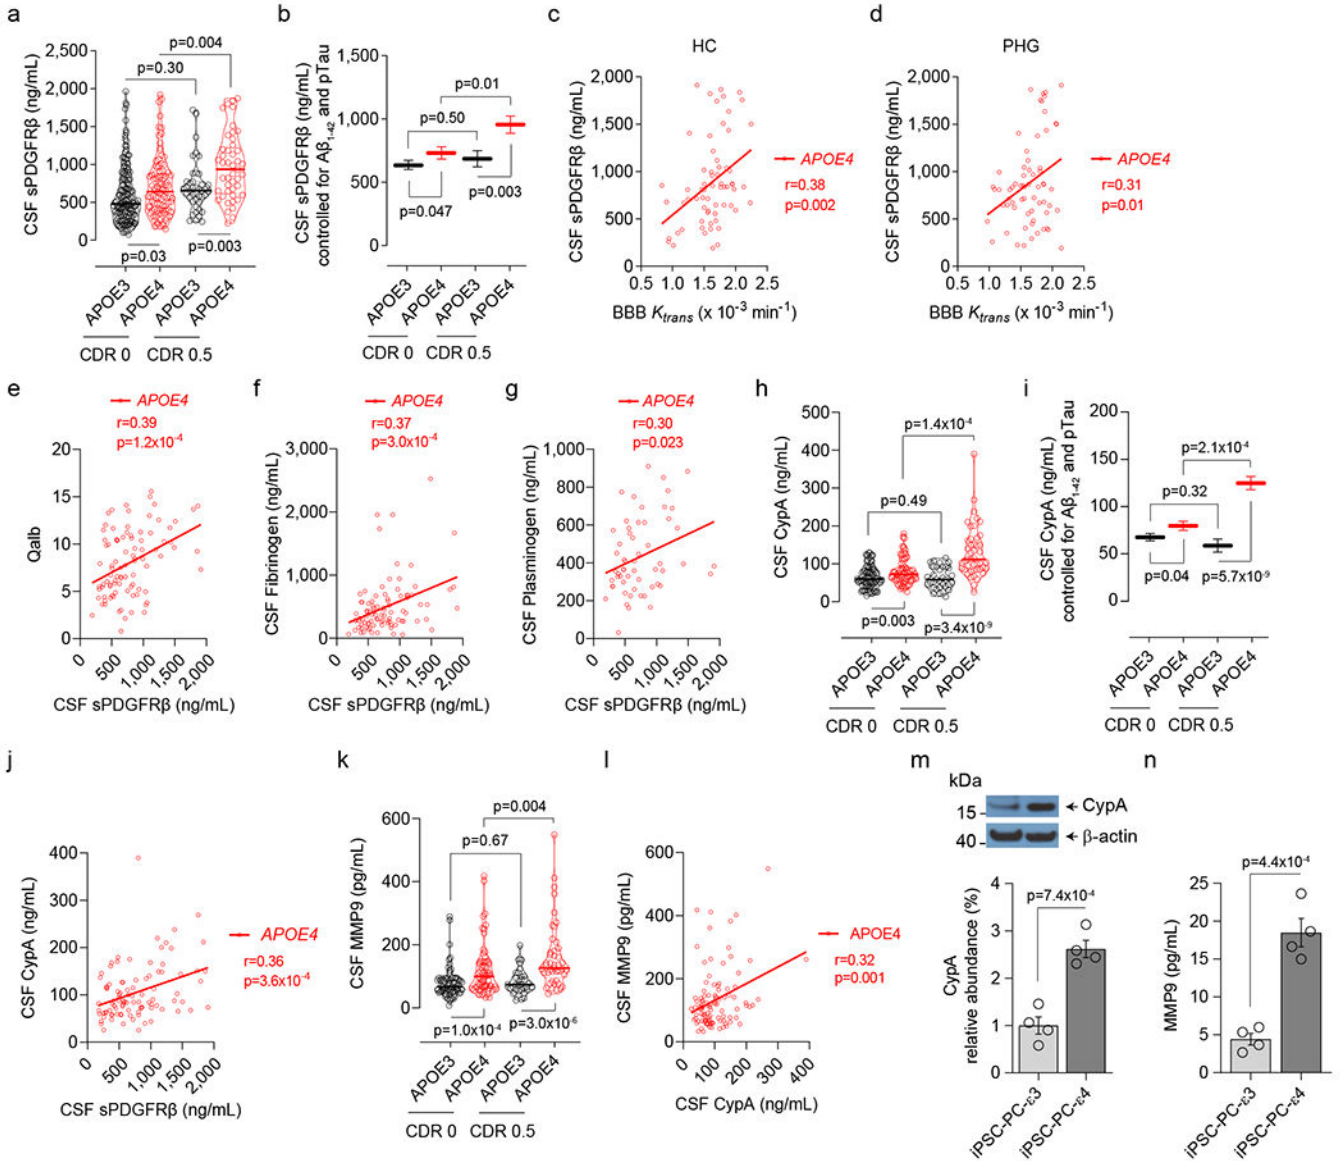 a
CSF sPDGFRβ (ng/mL)
2,500
2,000
1,500
1,000
500
0
p=0.004
p=0.30
p=0.03
p=0.003
APOE3
APOE4
APOE3
APOE4
CDR 0
CDR 0.5
b
CSF sPDGFRβ (ng/mL)
controlled for Aβ1-42 and pTau
1,500
1,000
500
0
p=0.01
p=0.50
p=0.003
p=0.047
APOE3
APOE4
APOE3
APOE4
CDR 0
CDR 0.5
c
HC
CSF sPDGFRβ (ng/mL)
2,000
1,500
1,000
500
0
0.5 1.0 1.5 2.0 2.5
BBB Ktrans (x 10-3 min-1)
APOE4
r=0.38
p=0.002
d
PHG
CSF sPDGFRβ (ng/mL)
2,000
1,500
1,000
500
0
0.5 1.0 1.5 2.0 2.5
BBB Ktrans (x 10-3 min-1)
APOE4
r=0.31
p=0.01
e
APOE4
r=0.39
p=1.2x10-4
Qalb
20
15
10
5
0
0
500
1,000
1,500
2,000
CSF sPDGFRβ (ng/mL)
f
APOE4
r=0.37
p=3.0x10-4
CSF Fibrinogen (ng/mL)
3,000
2,000
1,000
0
0
500
1,000
1,500
2,000
CSF sPDGFRβ (ng/mL)
g
APOE4
r=0.30
p=0.023
CSF Plasminogen (ng/mL)
1,000
800
600
400
200
0
0
500
1,000
1,500
2,000
CSF sPDGFRβ (ng/mL)
h
CSF CypA (ng/mL)
500
400
300
200
100
0
p=1.4x10-4
p=0.49
p=0.003
p=3.4x10-9
APOE3
APOE4
APOE3
APOE4
CDR 0
CDR 0.5
i
CSF CypA (ng/mL)
controlled for Aβ1-42 and pTau
200
150
100
50
0
p=2.1x10-4
p=0.32
p=0.04
p=5.7x10-9
APOE3
APOE4
APOE3
APOE4
CDR 0
CDR 0.5
j
CSF CypA (ng/mL)
400
300
200
100
0
0
500
1,000
1,500
2,000
CSF sPDGFRβ (ng/mL)
APOE4
r=0.36
p=3.6x10-4
k
CSF MMP9 (pg/mL)
600
400
200
0
p=0.004
p=0.67
p=1.0x10-4
p=3.0x10-6
APOE3
APOE4
APOE3
APOE4
CDR 0
CDR 0.5
l
CSF MMP9 (pg/mL)
600
400
200
0
0
100
200
300
400
CSF CypA (ng/mL)
APOE4
r=0.32
p=0.001
m
kDa
15
CypA
40
β-actin
CypA
relative abundance (%)
4
3
2
1
0
p=7.4x10-4
iPSC-PC-ε3
iPSC-PC-ε4
n
MMP9 (pg/mL)
25
20
15
10
5
0
p=4.4x10-4
iPSC-PC-ε3
iPSC-PC-ε4